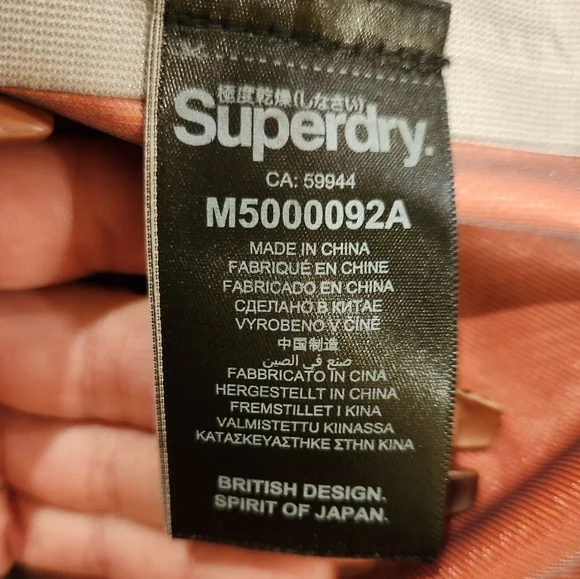 極度乾燥(しなさい)
Superdry.
CA: 59944
M5000092A
MADE IN CHINA
FABRIQUÉ EN CHINE
FABRICADO EN CHINA
СДЕЛАНО В КИТАЕ
VYROBENO V ČÍNĚ
中国制造
صنع في الصين
FABBRICATO IN CINA
HERGESTELLT IN CHINA
FREMSTILLET I KINA
VALMISTETTU KIINASSA
ΚΑΤΑΣΚΕΥΑΣΤΗΚΕ ΣΤΗΝ ΚΙΝΑ
BRITISH DESIGN.
SPIRIT OF JAPAN.